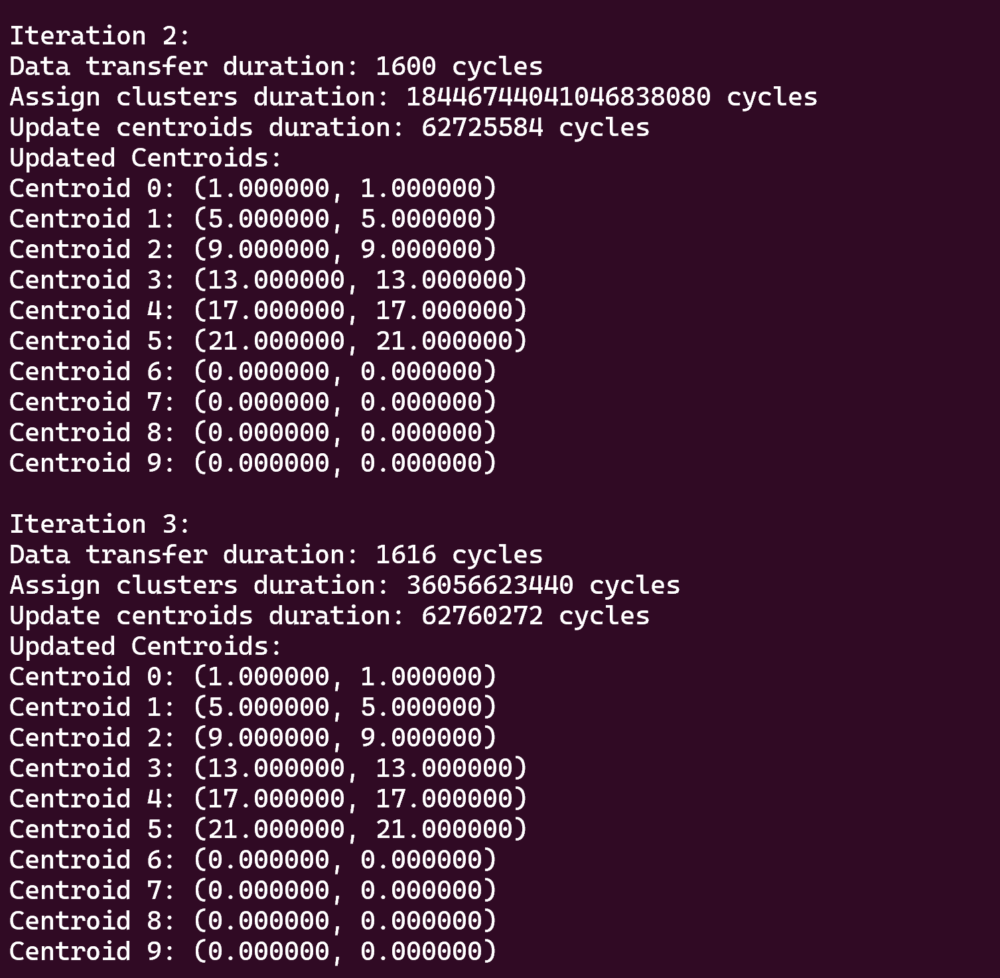 Iteration 2:
Data transfer duration: 1600 cycles
Assign clusters duration: 18446744041046838080 cycles
Update centroids duration: 62725584 cycles
Updated Centroids:
Centroid 0: (1.000000, 1.000000)
Centroid 1: (5.000000, 5.000000)
Centroid 2: (9.000000, 9.000000)
Centroid 3: (13.000000, 13.000000)
Centroid 4: (17.000000, 17.000000)
Centroid 5: (21.000000, 21.000000)
Centroid 6: (0.000000, 0.000000)
Centroid 7: (0.000000, 0.000000)
Centroid 8: (0.000000, 0.000000)
Centroid 9: (0.000000, 0.000000)
Iteration 3:
Data transfer duration: 1616 cycles
Assign clusters duration: 36056623440 cycles
Update centroids duration: 62760272 cycles
Updated Centroids:
Centroid 0: (1.000000, 1.000000)
Centroid 1: (5.000000, 5.000000)
Centroid 2: (9.000000, 9.000000)
Centroid 3: (13.000000, 13.000000)
Centroid 4: (17.000000, 17.000000)
Centroid 5: (21.000000, 21.000000)
Centroid 6: (0.000000, 0.000000)
Centroid 7: (0.000000, 0.000000)
Centroid 8: (0.000000, 0.000000)
Centroid 9: (0.000000, 0.000000)